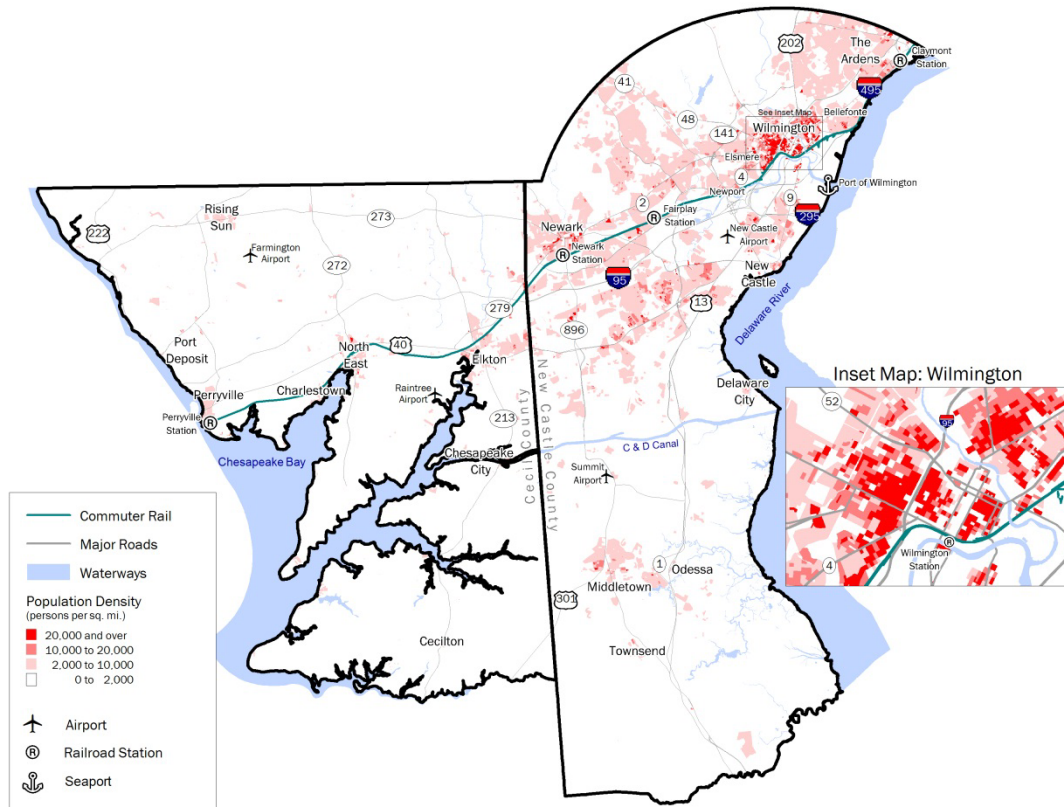 202
The
Ardens
Claymont
Station
R
41
495
48
See Inset Map
Bellefonte
141
Wilmington
Elsmere
4
Newport
Port of Wilmington
9
2
Fairplay
Station
R
295
222
Rising
Sun
273
Newark
Newark
Station
R
New Castle
Airport
Farmington
Airport
272
New
Castle
95
13
Delaware River
279
896
Port
Deposit
North
East
40
Elkton
Charlestown
Perryville
Perryville
Station
R
Raintree
Airport
213
Cecil County
New Castle County
Delaware
City
Chesapeake Bay
Chesapeake
City
C & D Canal
Summit
Airport
1
Odessa
Middletown
301
Cecilton
Townsend
Inset Map: Wilmington
52
95
R
Wilmington
Station
4
Commuter Rail
Major Roads
Waterways
Population Density
(persons per sq. mi.)
20,000 and over
10,000 to 20,000
2,000 to 10,000
0 to 2,000
Airport
R
Railroad Station
Seaport